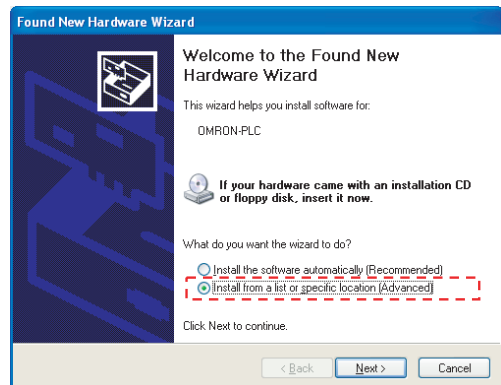 Found New Hardware Wizard
Welcome to the Found New
Hardware Wizard
This wizard helps you install software for:
OMRON-PLC
If your hardware came with an installation CD
or floppy disk, insert it now.
What do you want the wizard to do?
Install the software automatically (Recommended)
Install from a list or specific location (Advanced)
Click Next to continue.
< Back
Next >
Cancel